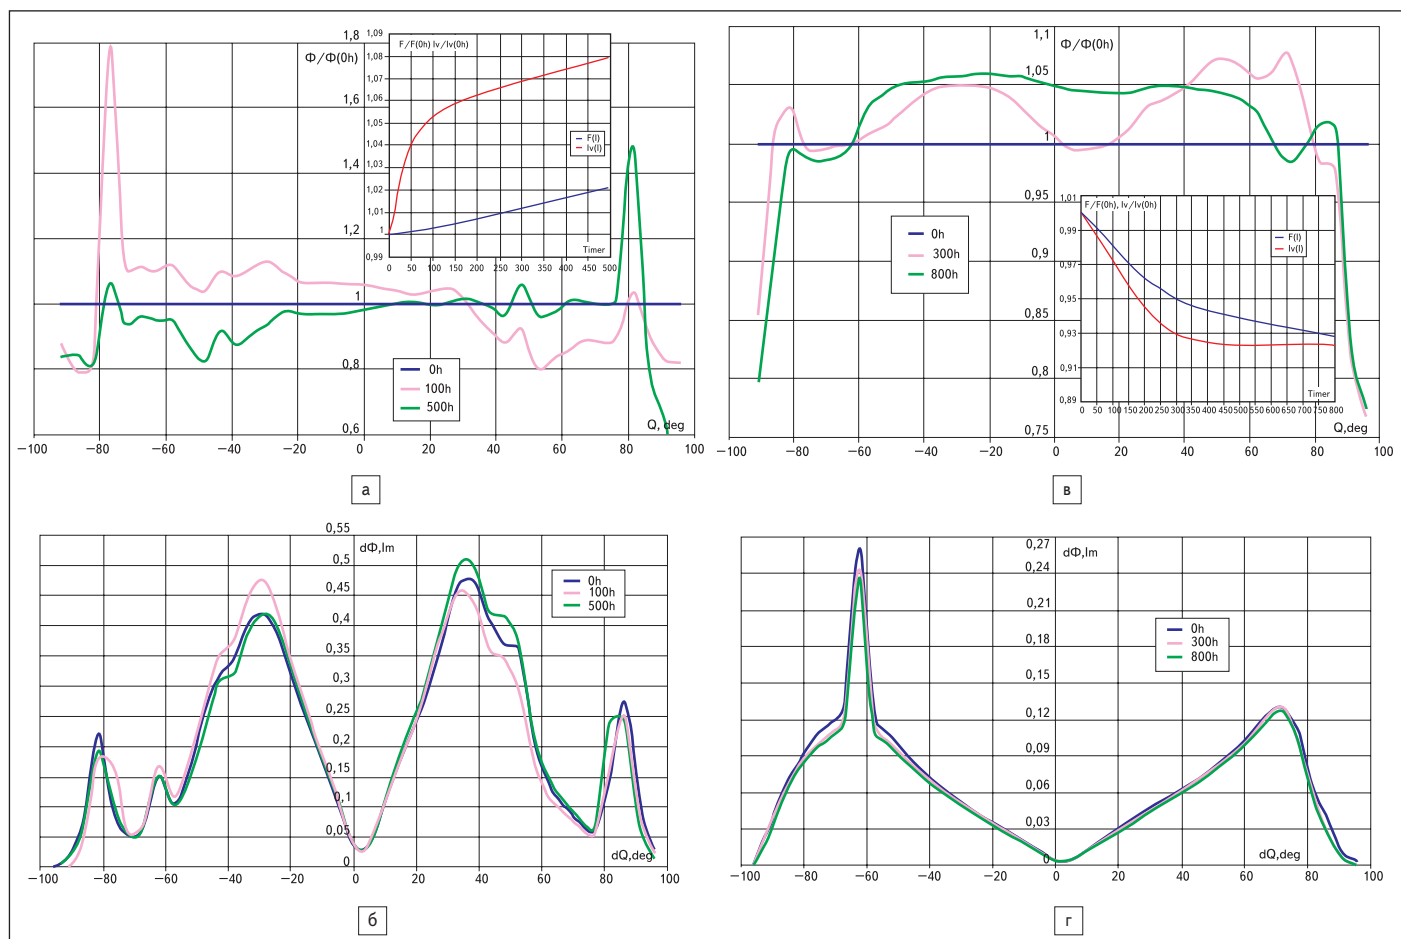 1,8
Ф/Ф(0h)
1,6
1,4
1,2
1
0,8
0,6
1,09
F/F(0h) Iv/Iv(0h)
1,08
1,07
1,06
1,05
1,04
1,03
1,02
1,01
1
0,99
F(I)
Iv(I)
Timer
0 50 100 150 200 250 300 350 400 450 500
0h
100h
500h
Q, deg
−100 −80 −60 −40 −20 0 20 40 60 80 100
а
1,1
Ф/Ф(0h)
1,05
1
0,95
0,9
0,85
0,8
0,75
0h
300h
800h
1,01
F/F(0h), Iv/Iv(0h)
0,99
0,97
0,95
0,93
0,91
0,89
F(I)
Iv(I)
Timer
0 50 100 150 200 250 300 350 400 450 500 550 600 650 700 750 800
Q,deg
−100 −80 −60 −40 −20 0 20 40 60 80 100
в
0,55
dФ,lm
0,5
0,45
0,4
0,35
0,3
0,25
0,2
0,15
0,1
0,05
0
0h
100h
500h
dQ,deg
−100 −80 −60 −40 −20 0 20 40 60 80 100
б
0,27
dФ,lm
0,24
0,21
0,18
0,15
0,12
0,09
0,06
0,03
0
0h
300h
800h
dQ,deg
−100 −80 −60 −40 −20 0 20 40 60 80 100
г